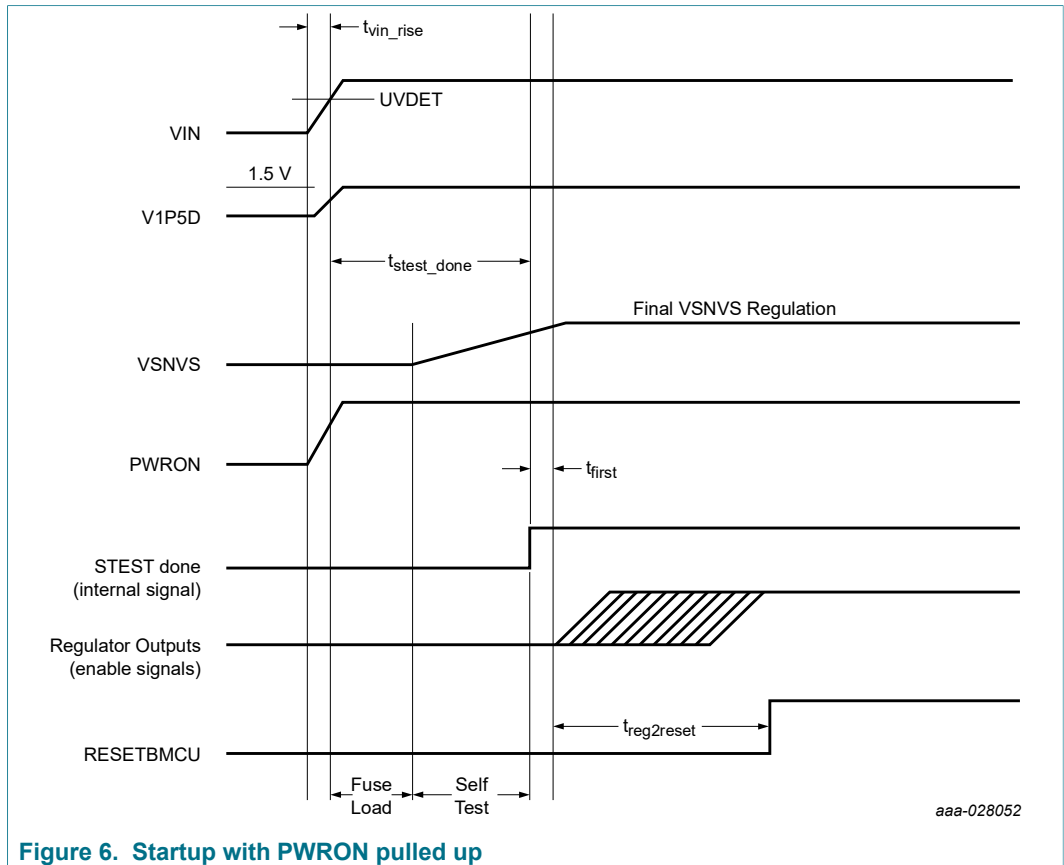 tvin_rise
UVDET
VIN
1.5 V
V1P5D
tstest_done
Final VSNVS Regulation
VSNVS
PWRON
tfirst
STEST done
(internal signal)
Regulator Outputs
(enable signals)
treg2reset
RESETBMCU
Fuse
Load
Self
Test
aaa-028052
Figure 6. Startup with PWRON pulled up